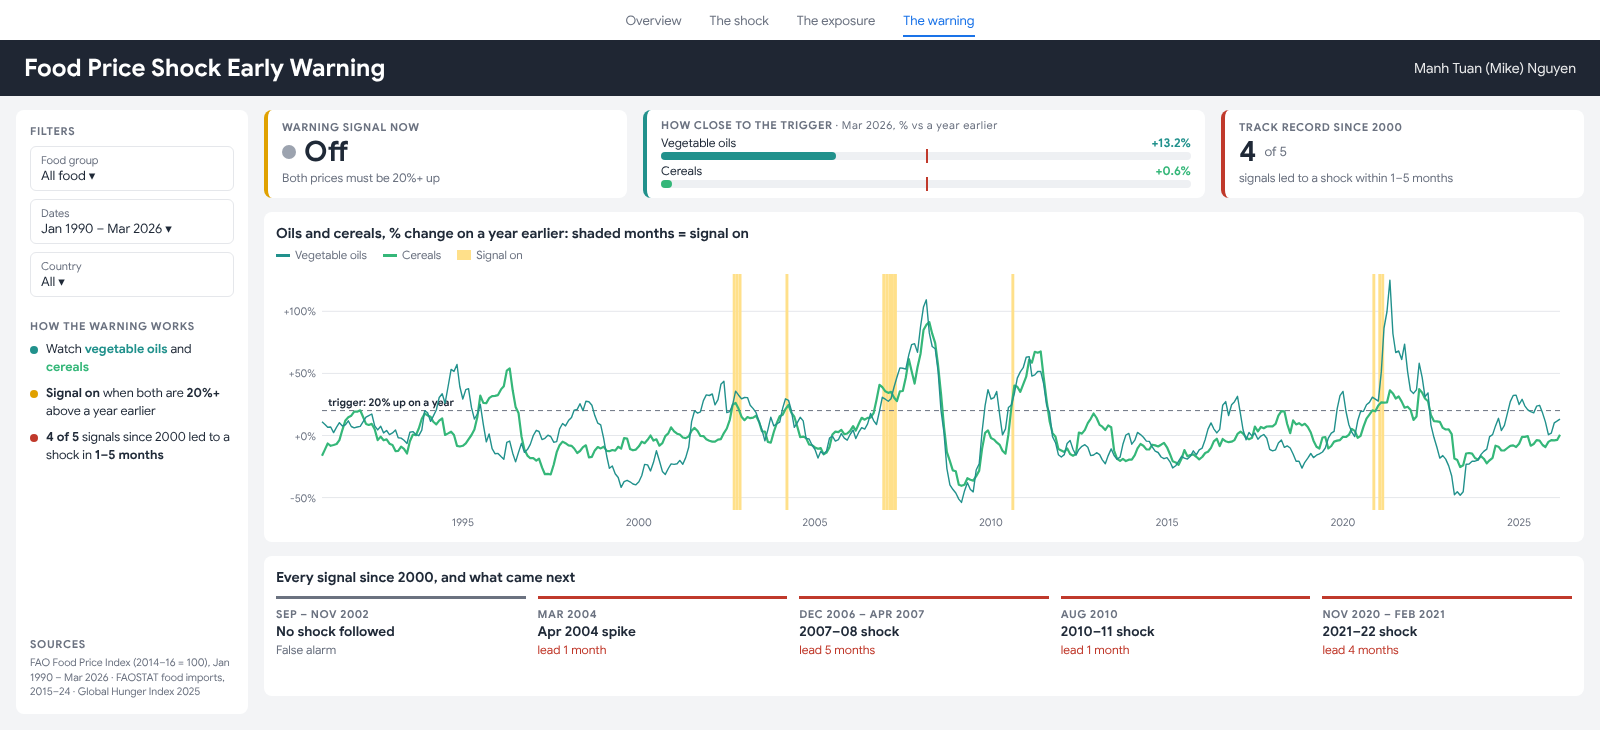 Overview The shock The exposure The warning
Food Price Shock Early Warning
Manh Tuan (Mike) Nguyen
FILTERS
Food group
All food ▾
Dates
Jan 1990 – Mar 2026 ▾
Country
All ▾
HOW THE WARNING WORKS
Watch vegetable oils and
cereals
Signal on when both are 20%+
above a year earlier
4 of 5 signals since 2000 led to a
shock in 1–5 months
SOURCES
FAO Food Price Index (2014–16 = 100), Jan
1990 – Mar 2026 · FAOSTAT food imports,
2015–24 · Global Hunger Index 2025
WARNING SIGNAL NOW
Off
Both prices must be 20%+ up
HOW CLOSE TO THE TRIGGER · Mar 2026, % vs a year earlier
Vegetable oils +13.2%
Cereals +0.6%
TRACK RECORD SINCE 2000
4 of 5
signals led to a shock within 1–5 months
Oils and cereals, % change on a year earlier: shaded months = signal on
Vegetable oils Cereals Signal on
+100%
+50%
trigger: 20% up on a year
+0%
-50%
1995 2000 2005 2010 2015 2020 2025
Every signal since 2000, and what came next
SEP – NOV 2002
No shock followed
False alarm
MAR 2004
Apr 2004 spike
lead 1 month
DEC 2006 – APR 2007
2007–08 shock
lead 5 months
AUG 2010
2010–11 shock
lead 1 month
NOV 2020 – FEB 2021
2021–22 shock
lead 4 months